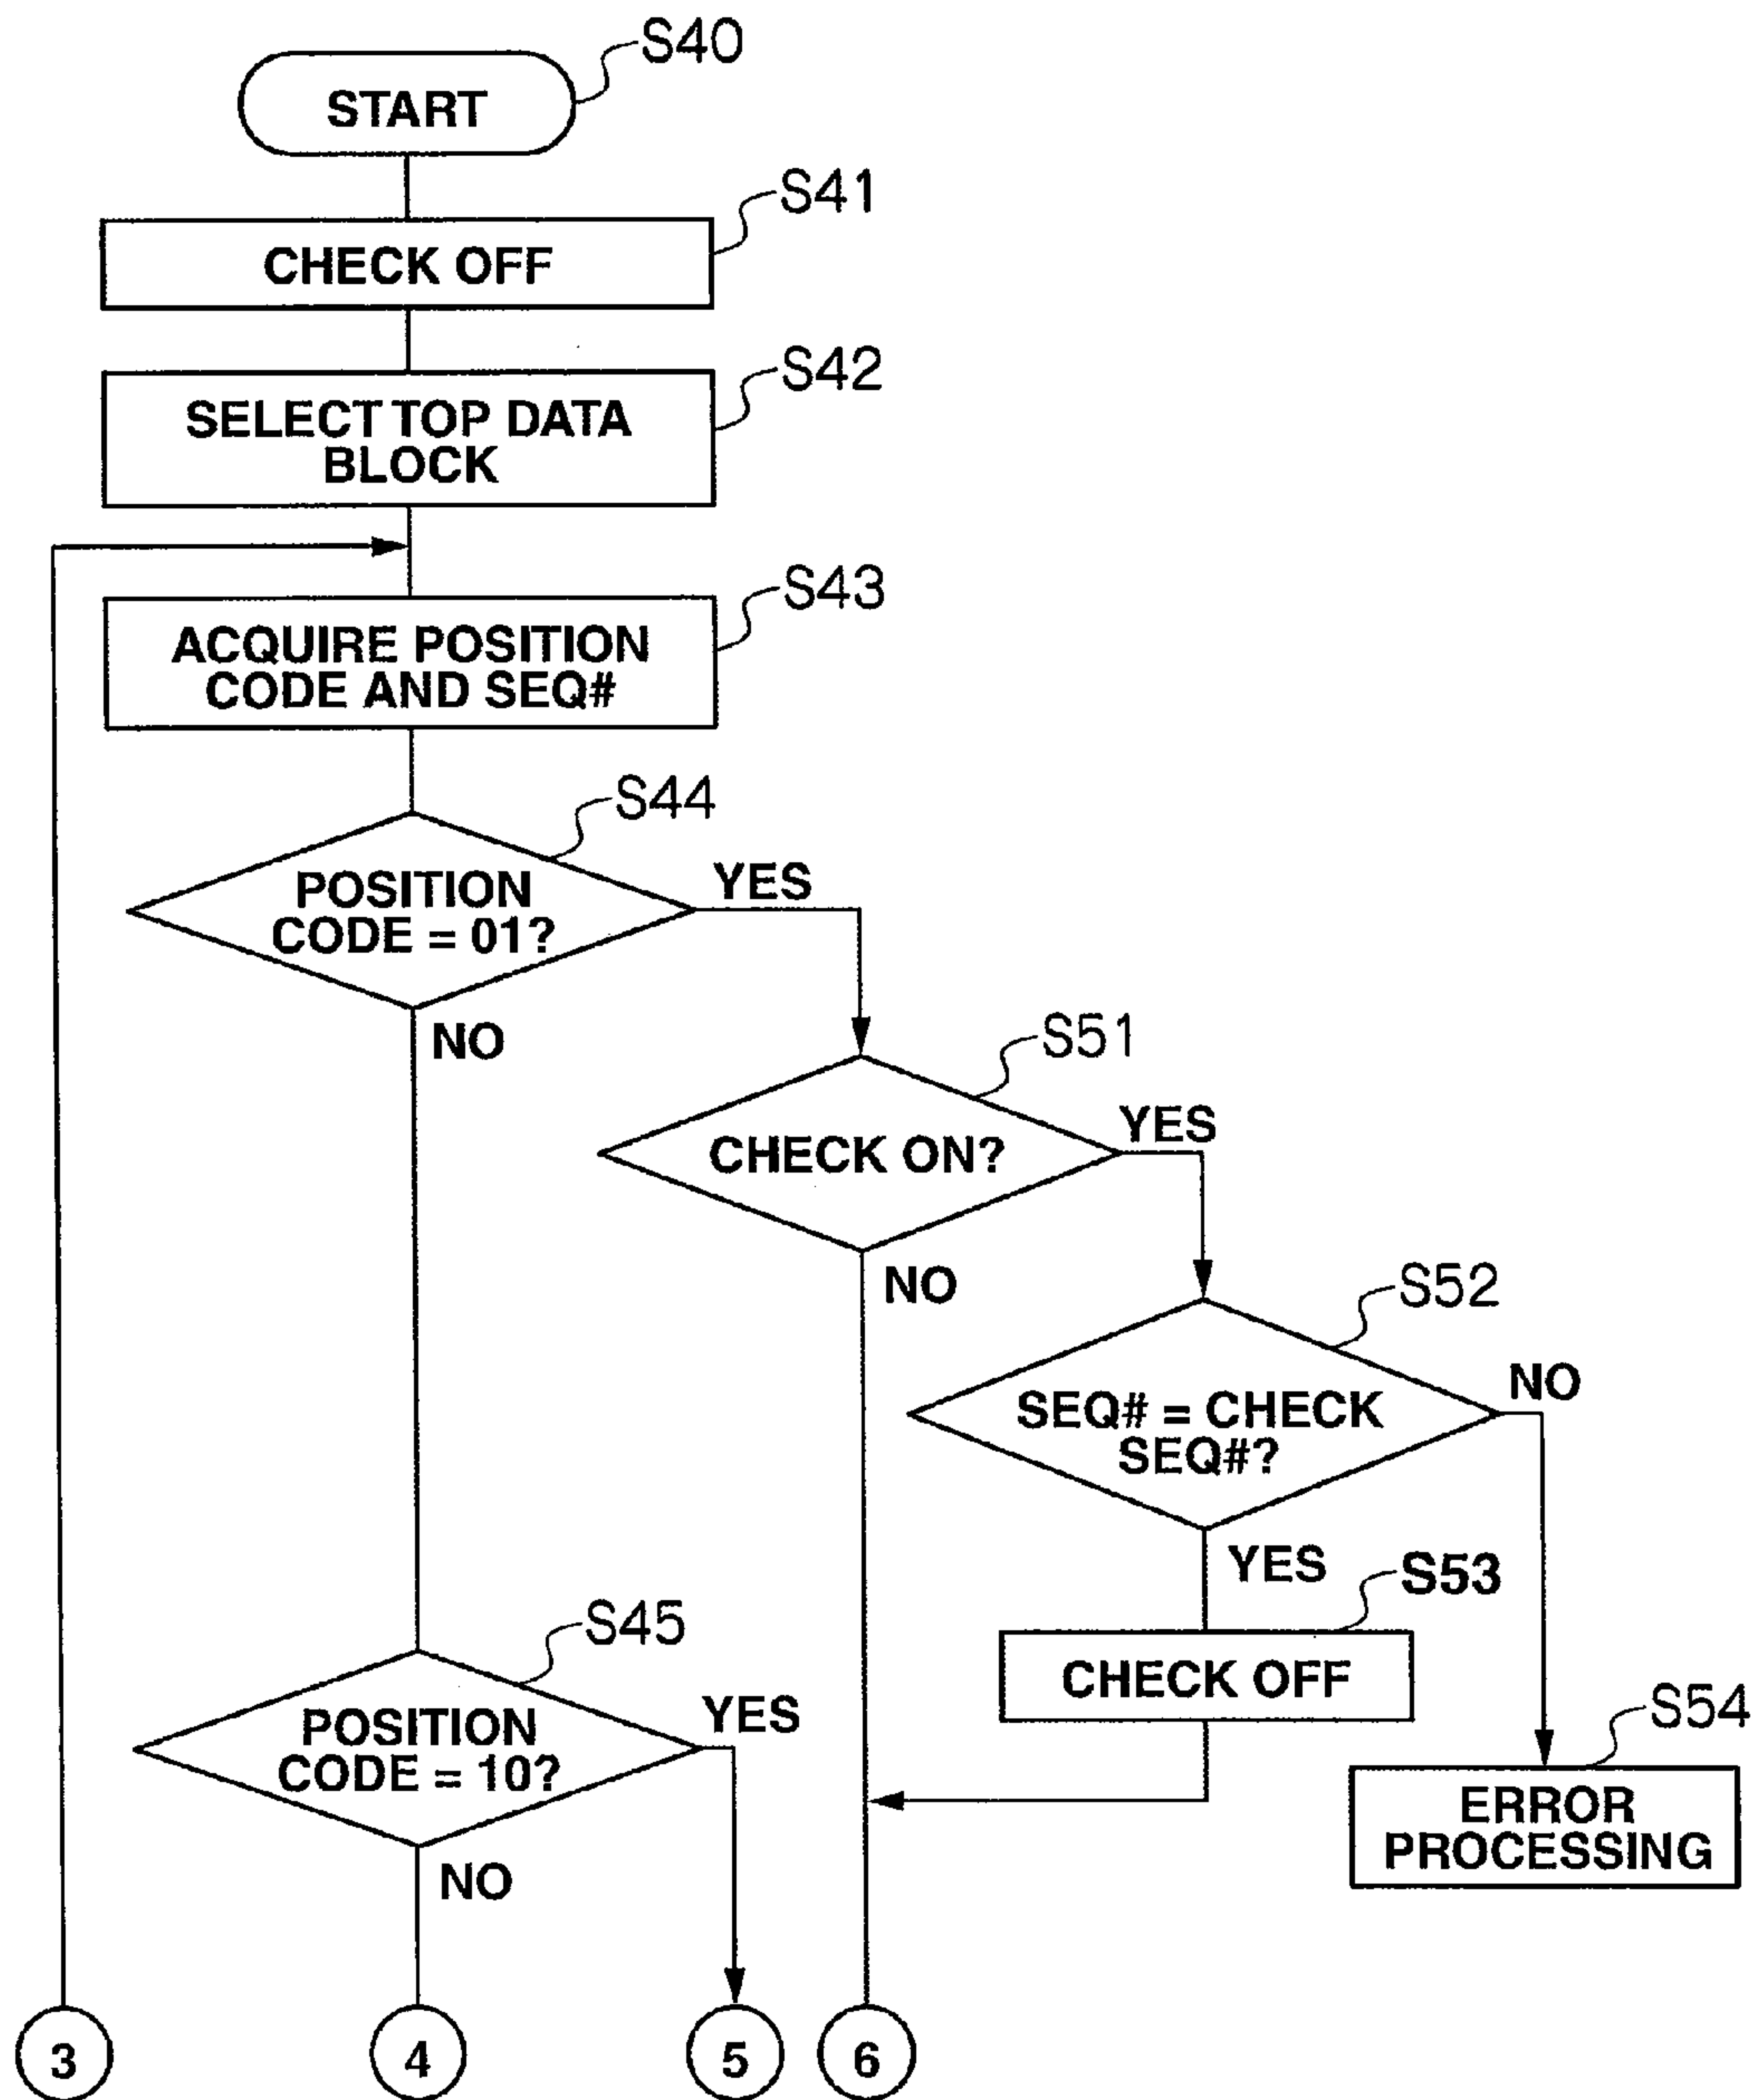 S40
START
S41
CHECK OFF
S42
SELECT TOP DATA
BLOCK
S43
ACQUIRE POSITION
CODE AND SEQ#
S44
POSITION
CODE = 01?
YES
NO
S51
CHECK ON?
YES
NO
S52
SEQ# = CHECK
SEQ#?
NO
YES
S53
CHECK OFF
S54
ERROR
PROCESSING
S45
POSITION
CODE = 10?
YES
NO
3
4
5
6